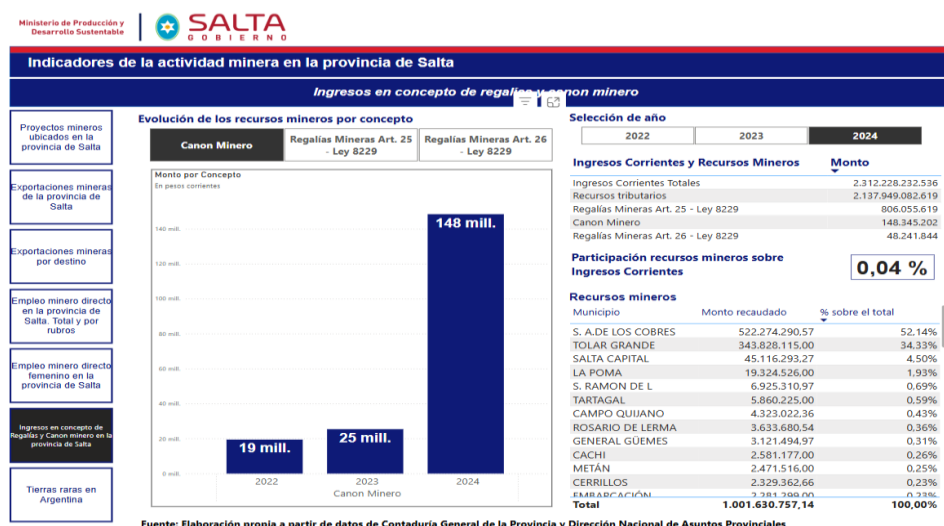 Ministerio de Producción y
Desarrollo Sustentable
SALTA
GOBIERNO
Indicadores de la actividad minera en la provincia de Salta
Ingresos en concepto de regalías y canon minero
Proyectos mineros
ubicados en la
provincia de Salta
Exportaciones mineras
de la provincia de
Salta
Exportaciones mineras
por destino
Empleo minero directo
en la provincia de
Salta. Total y por
rubros
Empleo minero directo
femenino en la
provincia de Salta
Ingresos en concepto de
Regalías y Canon minero en la
provincia de Salta
Tierras raras en
Argentina
Evolución de los recursos mineros por concepto
Canon Minero
Regalías Mineras Art. 25
- Ley 8229
Regalías Mineras Art. 26
- Ley 8229
Monto por Concepto
En pesos corrientes
140 mill.
120 mill.
100 mill.
80 mill.
60 mill.
40 mill.
20 mill.
0 mill.
19 mill.
25 mill.
148 mill.
2022 2023 2024
Canon Minero
Selección de año
2022 2023 2024
Ingresos Corrientes y Recursos Mineros Monto
Ingresos Corrientes Totales 2.312.228.232.536
Recursos tributarios 2.137.949.082.619
Regalías Mineras Art. 25 - Ley 8229 806.055.619
Canon Minero 148.345.202
Regalías Mineras Art. 26 - Ley 8229 48.241.844
Participación recursos mineros sobre
Ingresos Corrientes
0,04 %
Recursos mineros
Municipio Monto recaudado % sobre el total
S. A.DE LOS COBRES 522.274.290,57 52,14%
TOLAR GRANDE 343.828.115,00 34,33%
SALTA CAPITAL 45.116.293,27 4,50%
LA POMA 19.324.526,00 1,93%
S. RAMON DE L 6.925.310,97 0,69%
TARTAGAL 5.860.225,00 0,59%
CAMPO QUIJANO 4.323.022,36 0,43%
ROSARIO DE LERMA 3.633.680,54 0,36%
GENERAL GÜEMES 3.121.494,97 0,31%
CACHI 2.581.177,00 0,26%
METÁN 2.471.516,00 0,25%
CERRILLOS 2.329.362,66 0,23%
EMBARCACIÓN 2.281.299,00 0,23%
Total 1.001.630.757,14 100,00%
Fuente: Elaboración propia a partir de datos de Contaduría General de la Provincia y Dirección Nacional de Asuntos Provinciales